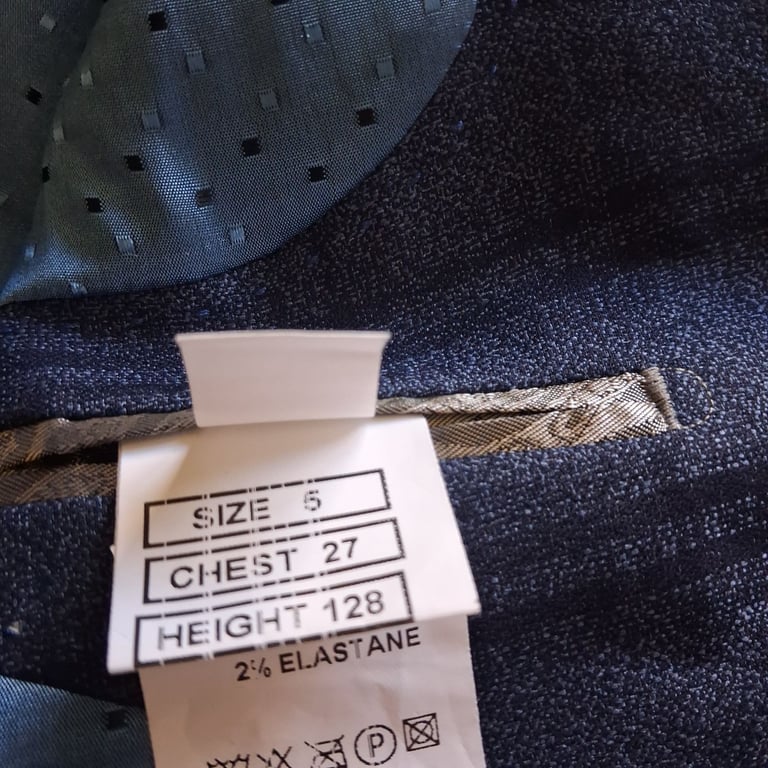 SIZE 5
CHEST 27
HEIGHT 128
2% ELASTANE
P